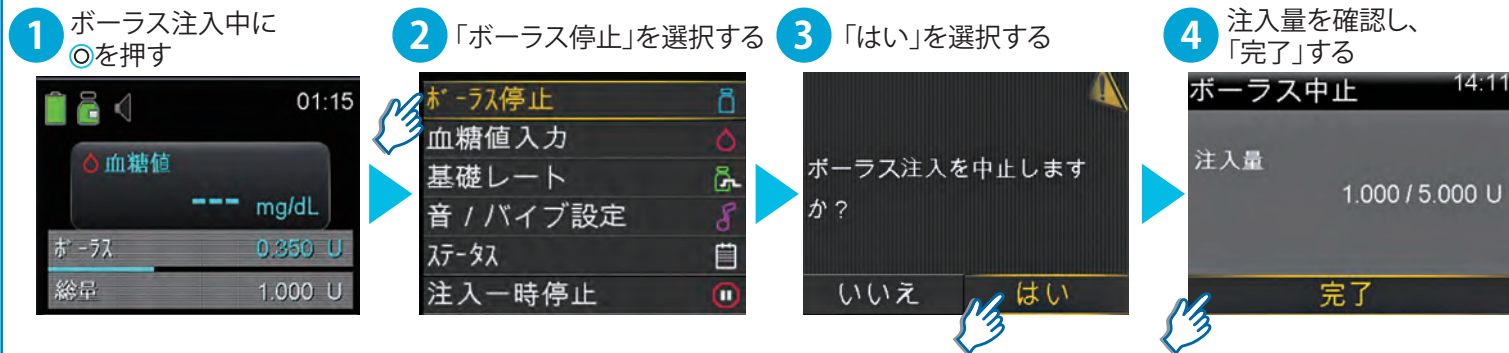 1 ボーラス注入中に
◎を押す
01:15
血糖値
--- mg/dL
ボーラス 0.350 U
総量 1.000 U
2 「ボーラス停止」を選択する
ボーラス停止
血糖値入力
基礎レート
音 / バイブ設定
ステータス
注入一時停止
3 「はい」を選択する
ボーラス注入を中止します
か？
いいえ はい
4 注入量を確認し、
「完了」する
ボーラス中止 14:11
注入量
1.000 / 5.000 U
完了